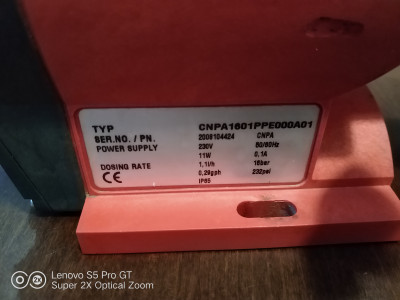 TYP CNPA1601PPE000A01
SER.NO. / PN. 2008104424 CNPA
POWER SUPPLY 230V 50/60Hz
11W 0,1A
DOSING RATE 1,1l/h 16bar
0,29gph 232psi
CE IP65
Lenovo S5 Pro GT
Super 2X Optical Zoom